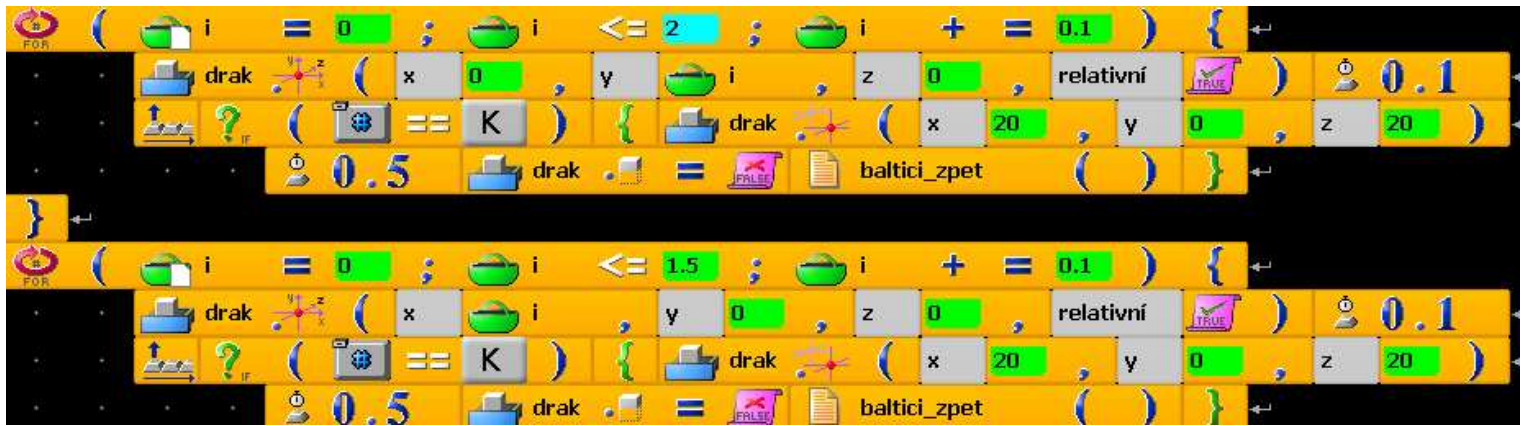 FOR ( i = 0 ; i <= 2 ; i + = 0.1 ) {
drak ( x 0 , y i , z 0 , relativní TRUE ) 0.1
? IF ( == K ) { drak ( x 20 , y 0 , z 20 )
0.5 drak = FALSE baltici_zpet ( ) }
}
FOR ( i = 0 ; i <= 1.5 ; i + = 0.1 ) {
drak ( x i , y 0 , z 0 , relativní TRUE ) 0.1
? IF ( == K ) { drak ( x 20 , y 0 , z 20 )
0.5 drak = FALSE baltici_zpet ( ) }